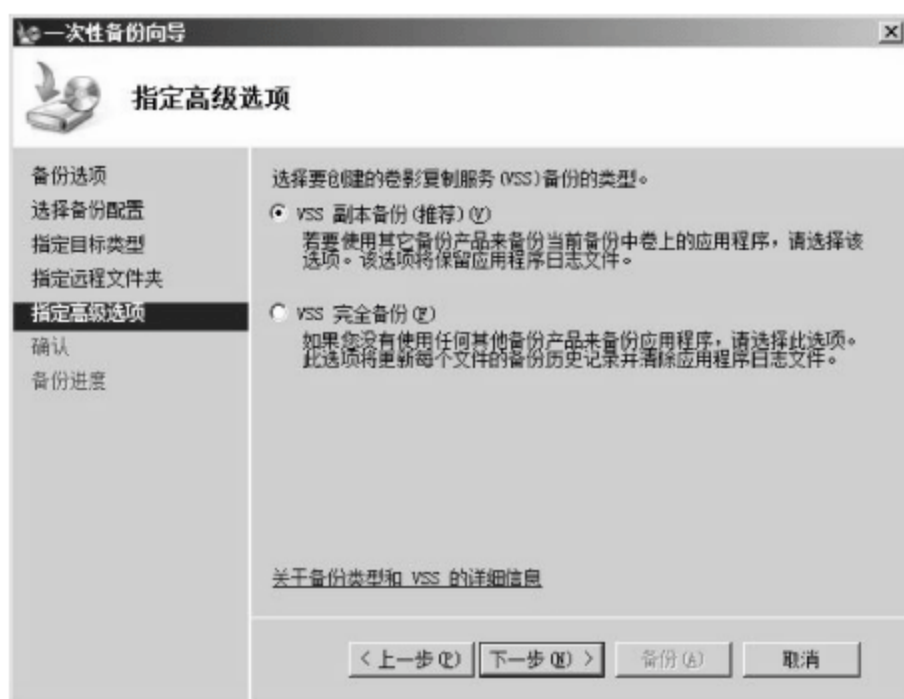 一次性备份向导
指定高级选项
备份选项
选择备份配置
指定目标类型
指定远程文件夹
指定高级选项
确认
备份进度
选择要创建的卷影复制服务(VSS)备份的类型。
VSS 副本备份(推荐)(V)
若要使用其它备份产品来备份当前备份中卷上的应用程序，请选择该
选项。该选项将保留应用程序日志文件。
VSS 完全备份(F)
如果您没有使用任何其他备份产品来备份应用程序，请选择此选项。
此选项将更新每个文件的备份历史记录并清除应用程序日志文件。
关于备份类型和 VSS 的详细信息
< 上一步(P)
下一步(N) >
备份(A)
取消